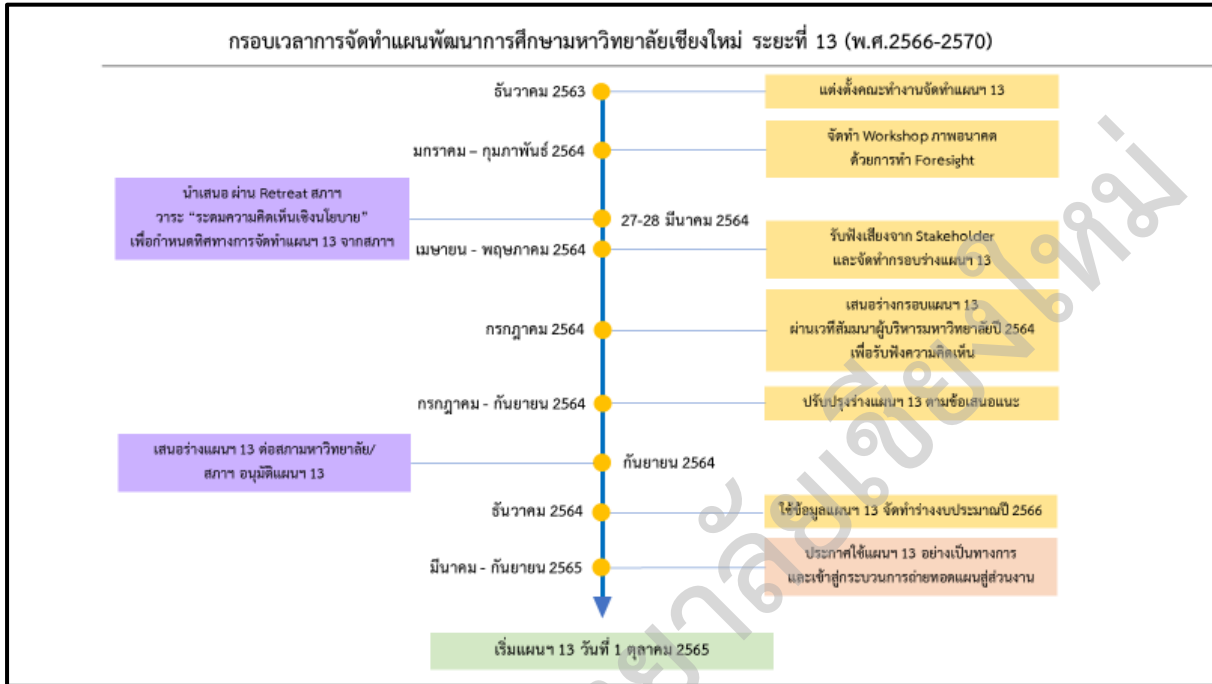 กรอบเวลาการจัดทำแผนพัฒนาการศึกษามหาวิทยาลัยเชียงใหม่ ระยะที่ 13 (พ.ศ.2566-2570)
ธันวาคม 2563
แต่งตั้งคณะทำงานจัดทำแผนฯ 13
มกราคม – กุมภาพันธ์ 2564
จัดทำ Workshop ภาพอนาคต
ด้วยการทำ Foresight
นำเสนอ ผ่าน Retreat สภาฯ
วาระ “ระดมความคิดเห็นเชิงนโยบาย”
เพื่อกำหนดทิศทางการจัดทำแผนฯ 13 จากสภาฯ
27-28 มีนาคม 2564
เมษายน - พฤษภาคม 2564
รับฟังเสียงจาก Stakeholder
และจัดทำกรอบร่างแผนฯ 13
กรกฎาคม 2564
เสนอร่างกรอบแผนฯ 13
ผ่านเวทีสัมมนาผู้บริหารมหาวิทยาลัยปี 2564
เพื่อรับฟังความคิดเห็น
กรกฎาคม - กันยายน 2564
ปรับปรุงร่างแผนฯ 13 ตามข้อเสนอแนะ
เสนอร่างแผนฯ 13 ต่อสภามหาวิทยาลัย/
สภาฯ อนุมัติแผนฯ 13
กันยายน 2564
ธันวาคม 2564
ใช้ข้อมูลแผนฯ 13 จัดทำร่างงบประมาณปี 2566
มีนาคม - กันยายน 2565
ประกาศใช้แผนฯ 13 อย่างเป็นทางการ
และเข้าสู่กระบวนการถ่ายทอดแผนสู่ส่วนงาน
เริ่มแผนฯ 13 วันที่ 1 ตุลาคม 2565
ยาลัยเชียงใหม่